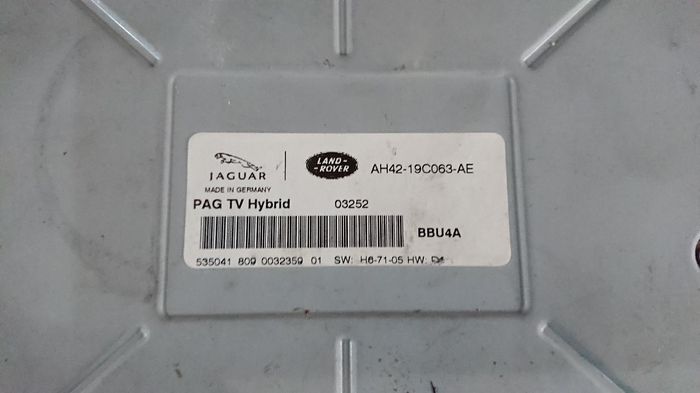 JAGUAR
LAND-
-ROVER
AH42-19C063-AE
MADE IN GERMANY
PAG TV Hybrid 03252
BBU4A
535041 809 0032359 01 SW: H6-71-05 HW: